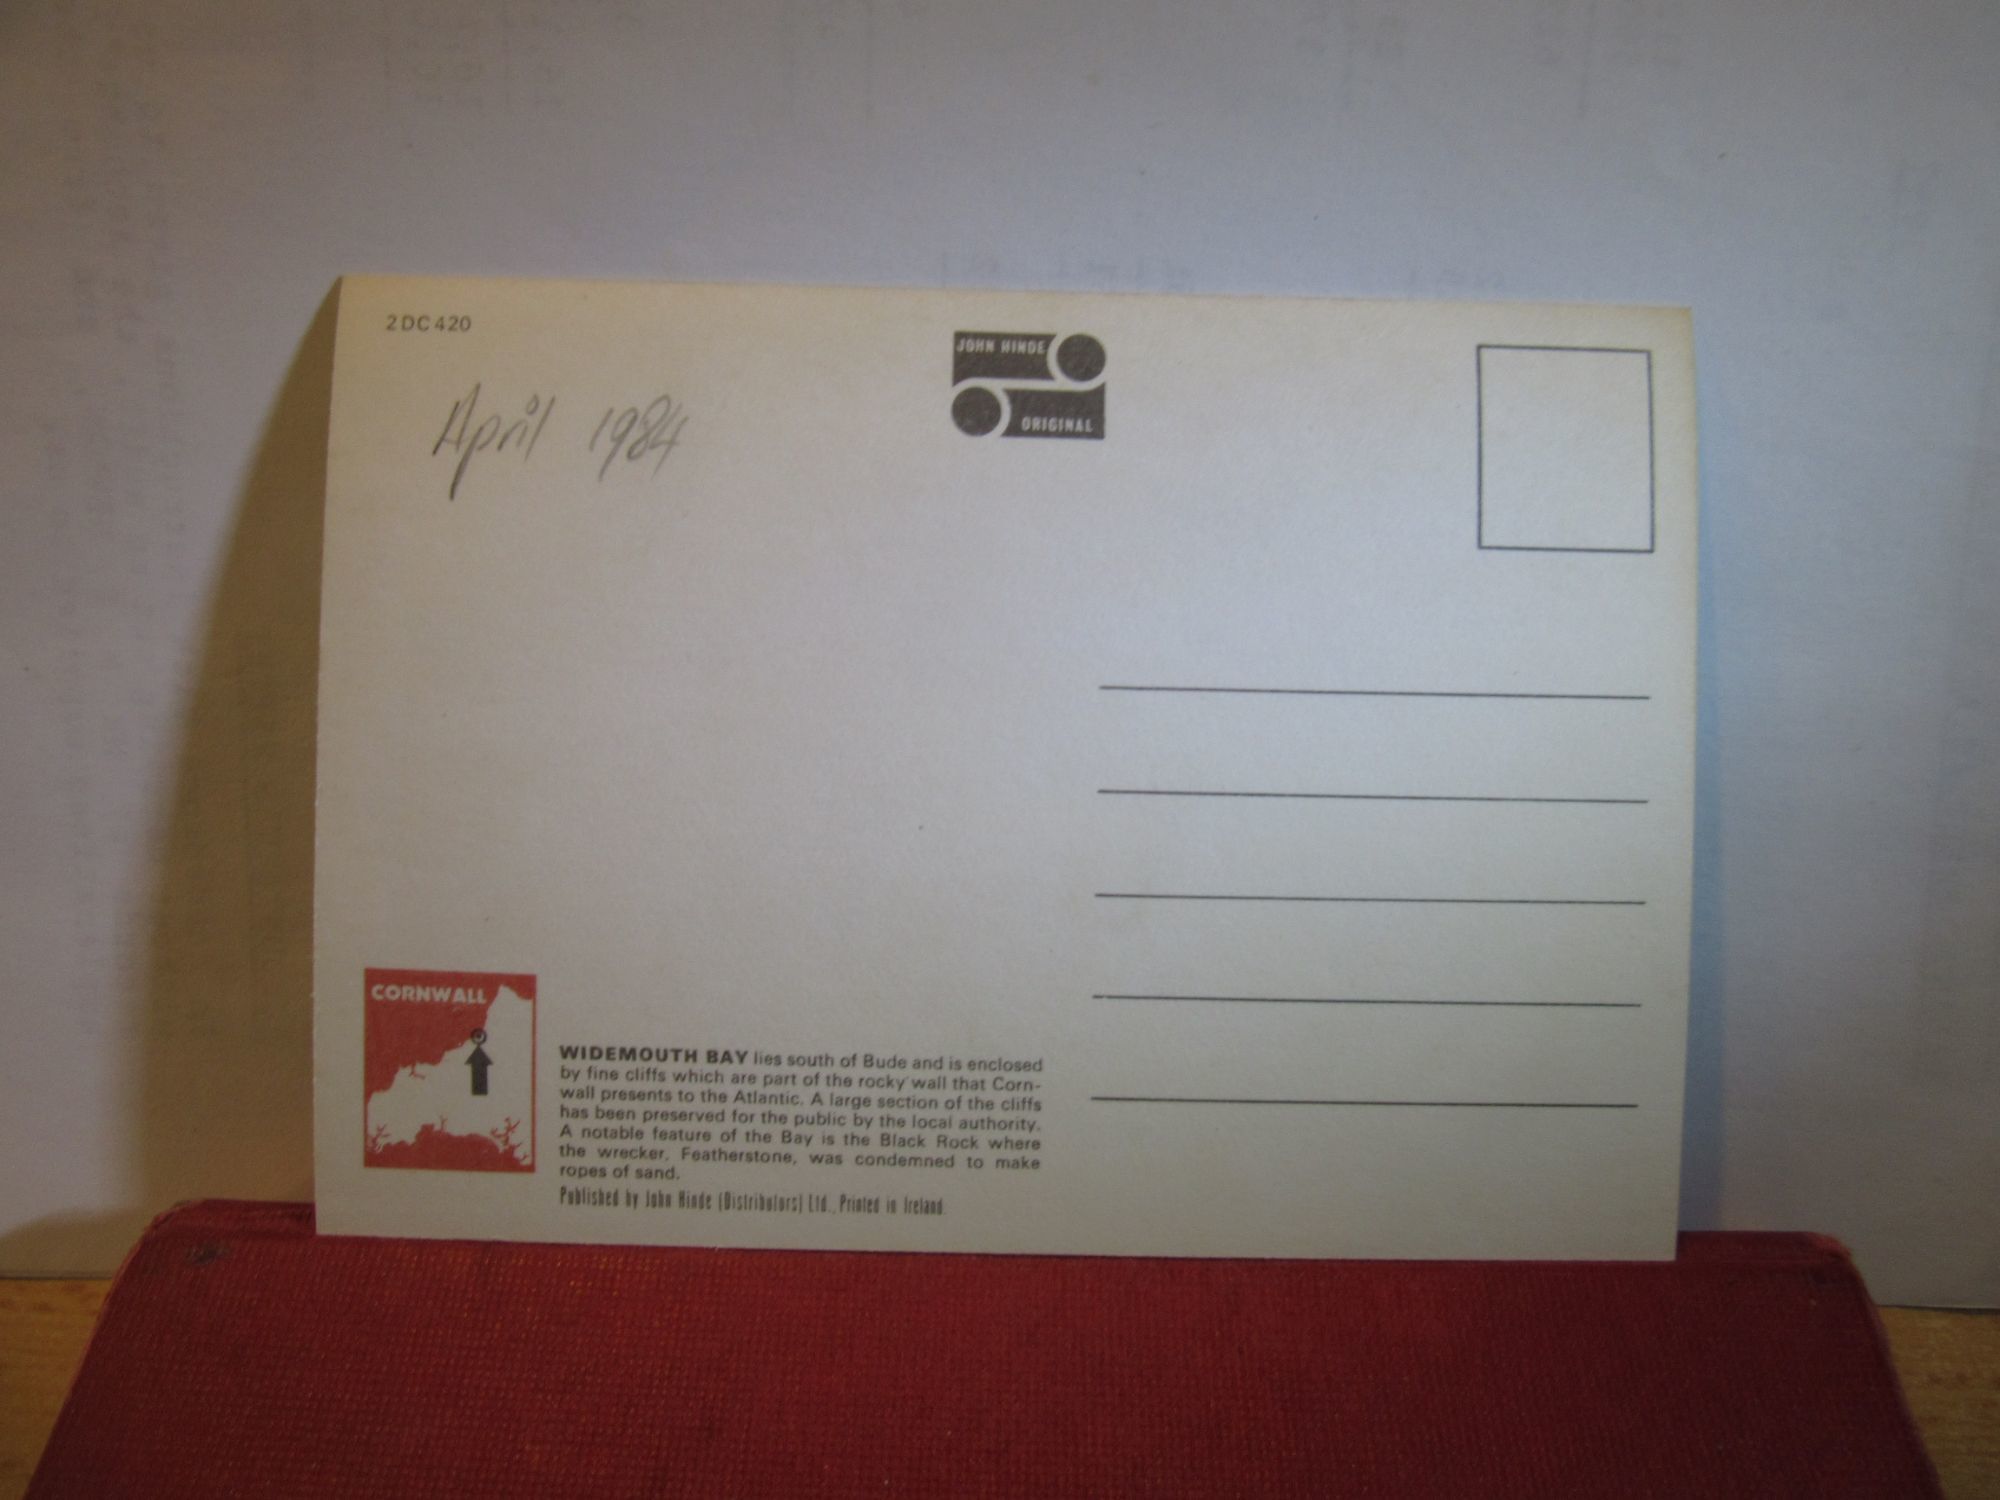 2DC420
JOHN HINDE
ORIGINAL
April 1984
CORNWALL
WIDEMOUTH BAY lies south of Bude and is enclosed
by fine cliffs which are part of the rocky wall that Corn-
wall presents to the Atlantic. A large section of the cliffs
has been preserved for the public by the local authority.
A notable feature of the Bay is the Black Rock where
the wrecker, Featherstone, was condemned to make
ropes of sand.
Published by John Hinde (Distributors) Ltd., Printed in Ireland.